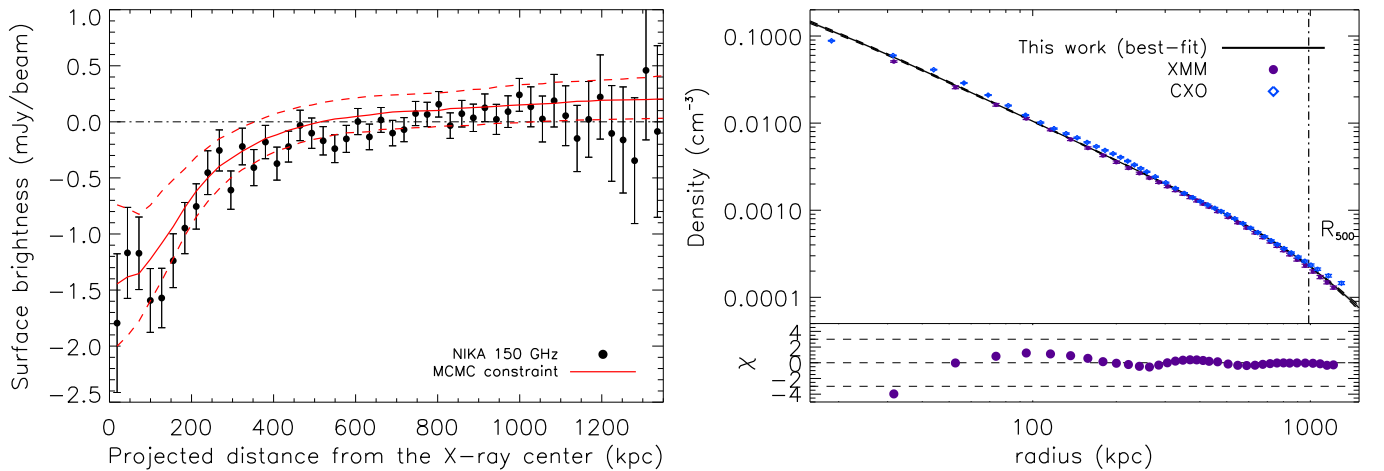 1.0
0.5
0.0
−0.5
−1.0
−1.5
−2.0
−2.5
Surface brightness (mJy/beam)
NIKA 150 GHz
MCMC constraint
0 200 400 600 800 1000 1200
Projected distance from the X−ray center (kpc)
0.1000
0.0100
0.0010
0.0001
Density (cm⁻³)
This work (best−fit)
XMM
CXO
R₅₀₀
4
2
0
−2
−4
χ
100 1000
radius (kpc)